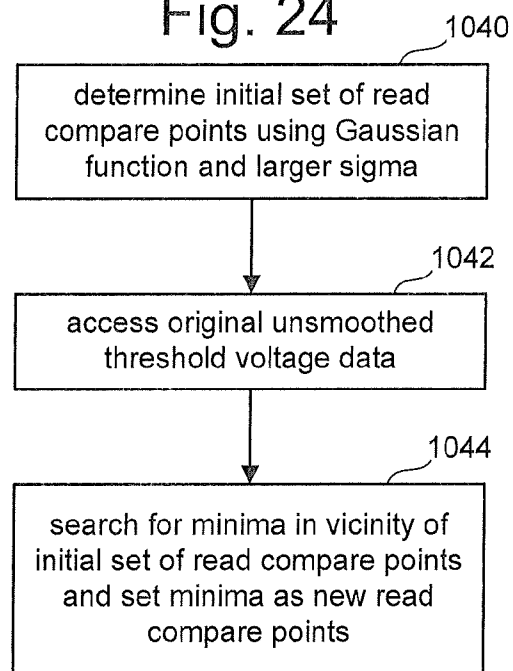 Fig. 24
1040
determine initial set of read
compare points using Gaussian
function and larger sigma
1042
access original unsmoothed
threshold voltage data
1044
search for minima in vicinity of
initial set of read compare points
and set minima as new read
compare points